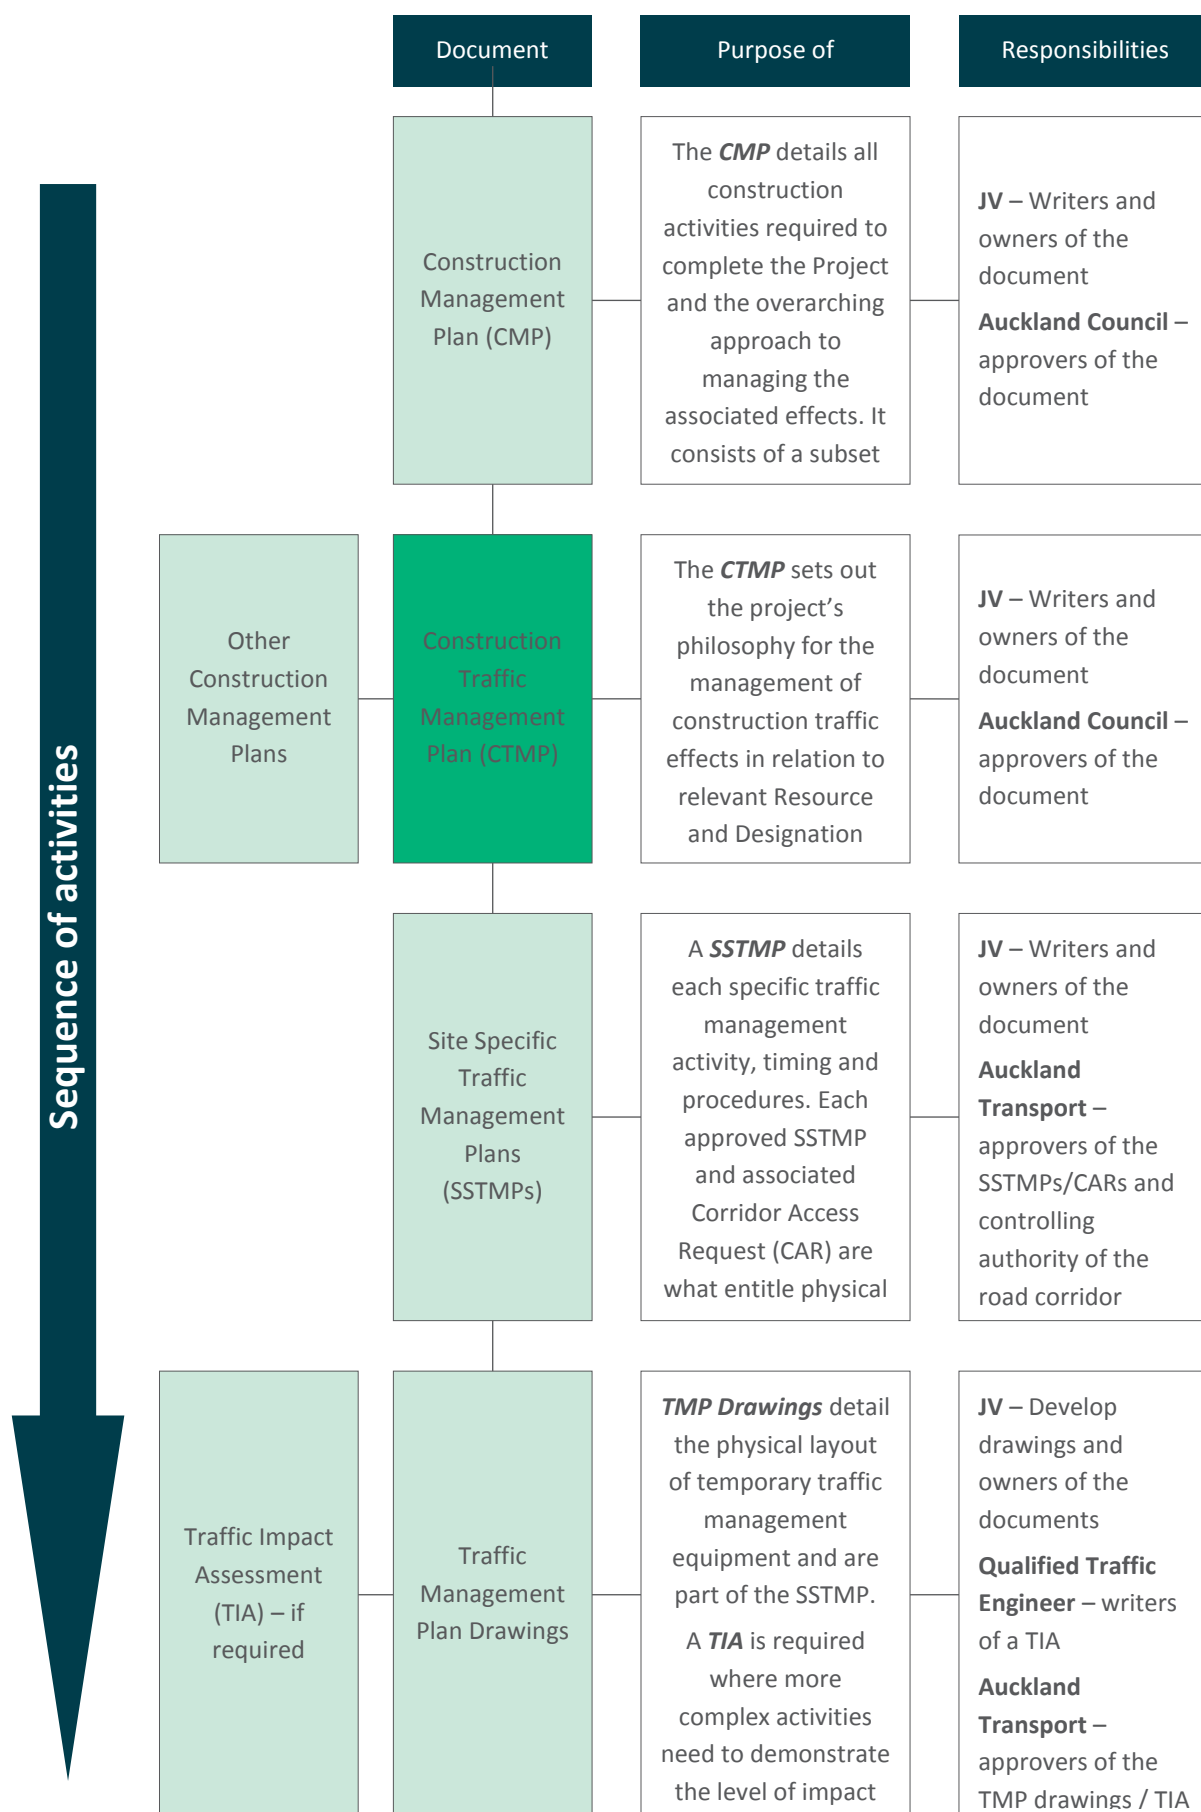 Document
Purpose of
Responsibilities
Sequence of activities
Construction
Management
Plan (CMP)
The CMP details all
construction
activities required to
complete the Project
and the overarching
approach to
managing the
associated effects. It
consists of a subset
JV – Writers and
owners of the
document
Auckland Council –
approvers of the
document
Other
Construction
Management
Plans
Construction
Traffic
Management
Plan (CTMP)
The CTMP sets out
the project’s
philosophy for the
management of
construction traffic
effects in relation to
relevant Resource
and Designation
JV – Writers and
owners of the
document
Auckland Council –
approvers of the
document
Site Specific
Traffic
Management
Plans
(SSTMPs)
A SSTMP details
each specific traffic
management
activity, timing and
procedures. Each
approved SSTMP
and associated
Corridor Access
Request (CAR) are
what entitle physical
JV – Writers and
owners of the
document
Auckland
Transport –
approvers of the
SSTMPs/CARs and
controlling
authority of the
road corridor
Traffic Impact
Assessment
(TIA) – if
required
Traffic
Management
Plan Drawings
TMP Drawings detail
the physical layout
of temporary traffic
management
equipment and are
part of the SSTMP.
A TIA is required
where more
complex activities
need to demonstrate
the level of impact
JV – Develop
drawings and
owners of the
documents
Qualified Traffic
Engineer – writers
of a TIA
Auckland
Transport –
approvers of the
TMP drawings / TIA